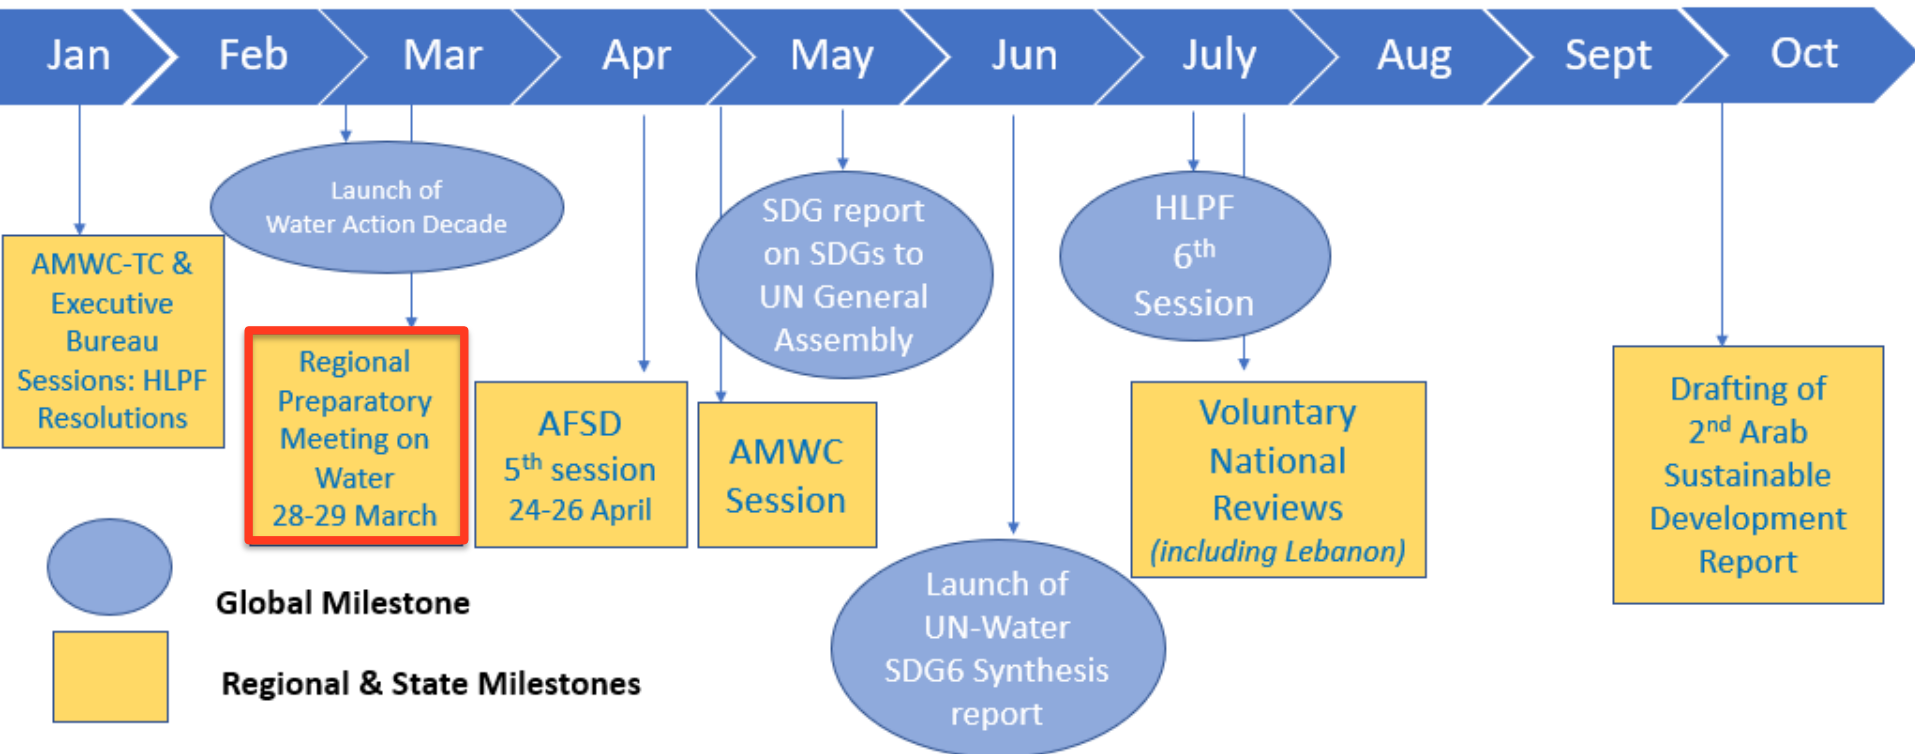 Jan Feb Mar Apr May Jun July Aug Sept Oct
Launch of
Water Action Decade
AMWC-TC &
Executive
Bureau
Sessions: HLPF
Resolutions
Regional
Preparatory
Meeting on
Water
28-29 March
AFSD
5th session
24-26 April
AMWC
Session
SDG report
on SDGs to
UN General
Assembly
Launch of
UN-Water
SDG6 Synthesis
report
HLPF
6th
Session
Voluntary
National
Reviews
(including Lebanon)
Drafting of
2nd Arab
Sustainable
Development
Report
Global Milestone
Regional & State Milestones